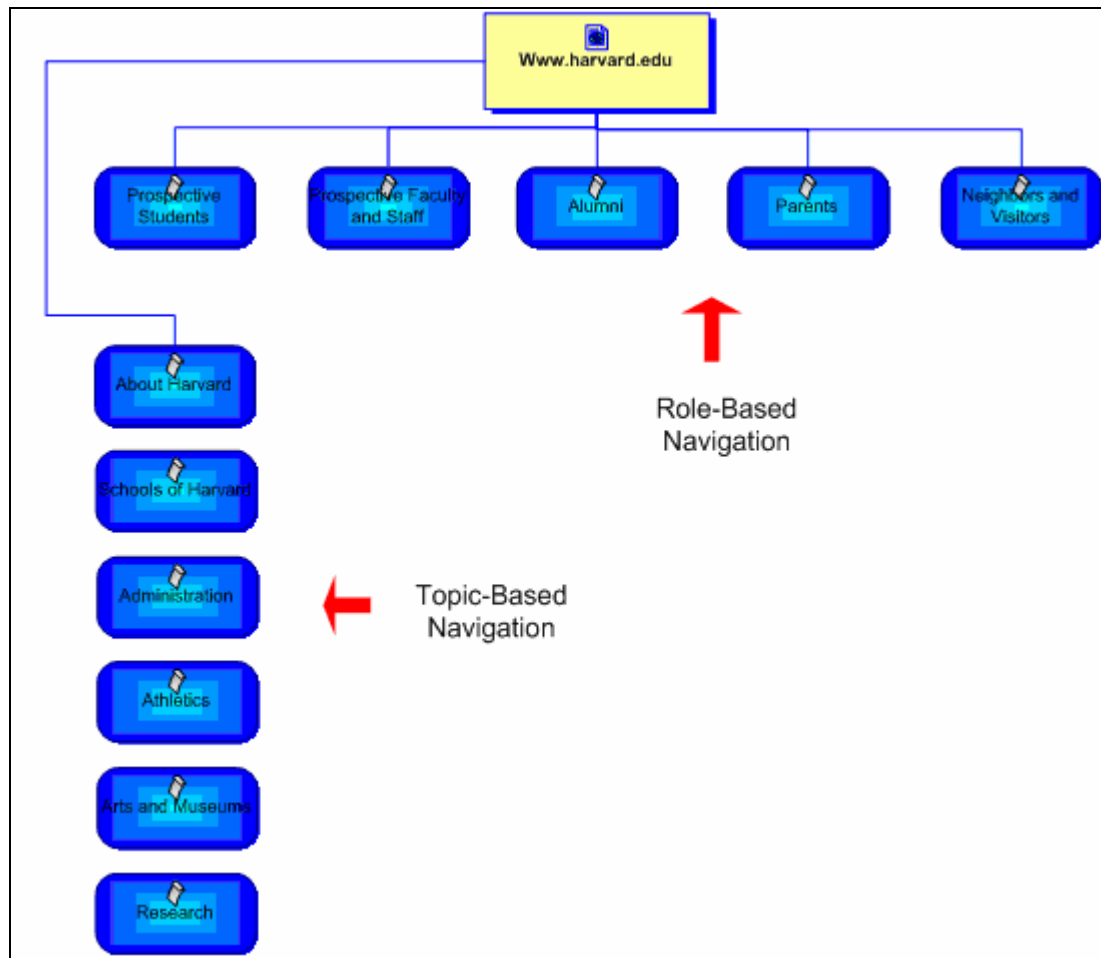 Www.harvard.edu
Prospective
Students
Prospective Faculty
and Staff
Alumni
Parents
Neighbors and
Visitors
About Harvard
Role-Based
Navigation
Schools of Harvard
Administration
Topic-Based
Navigation
Athletics
Arts and Museums
Research